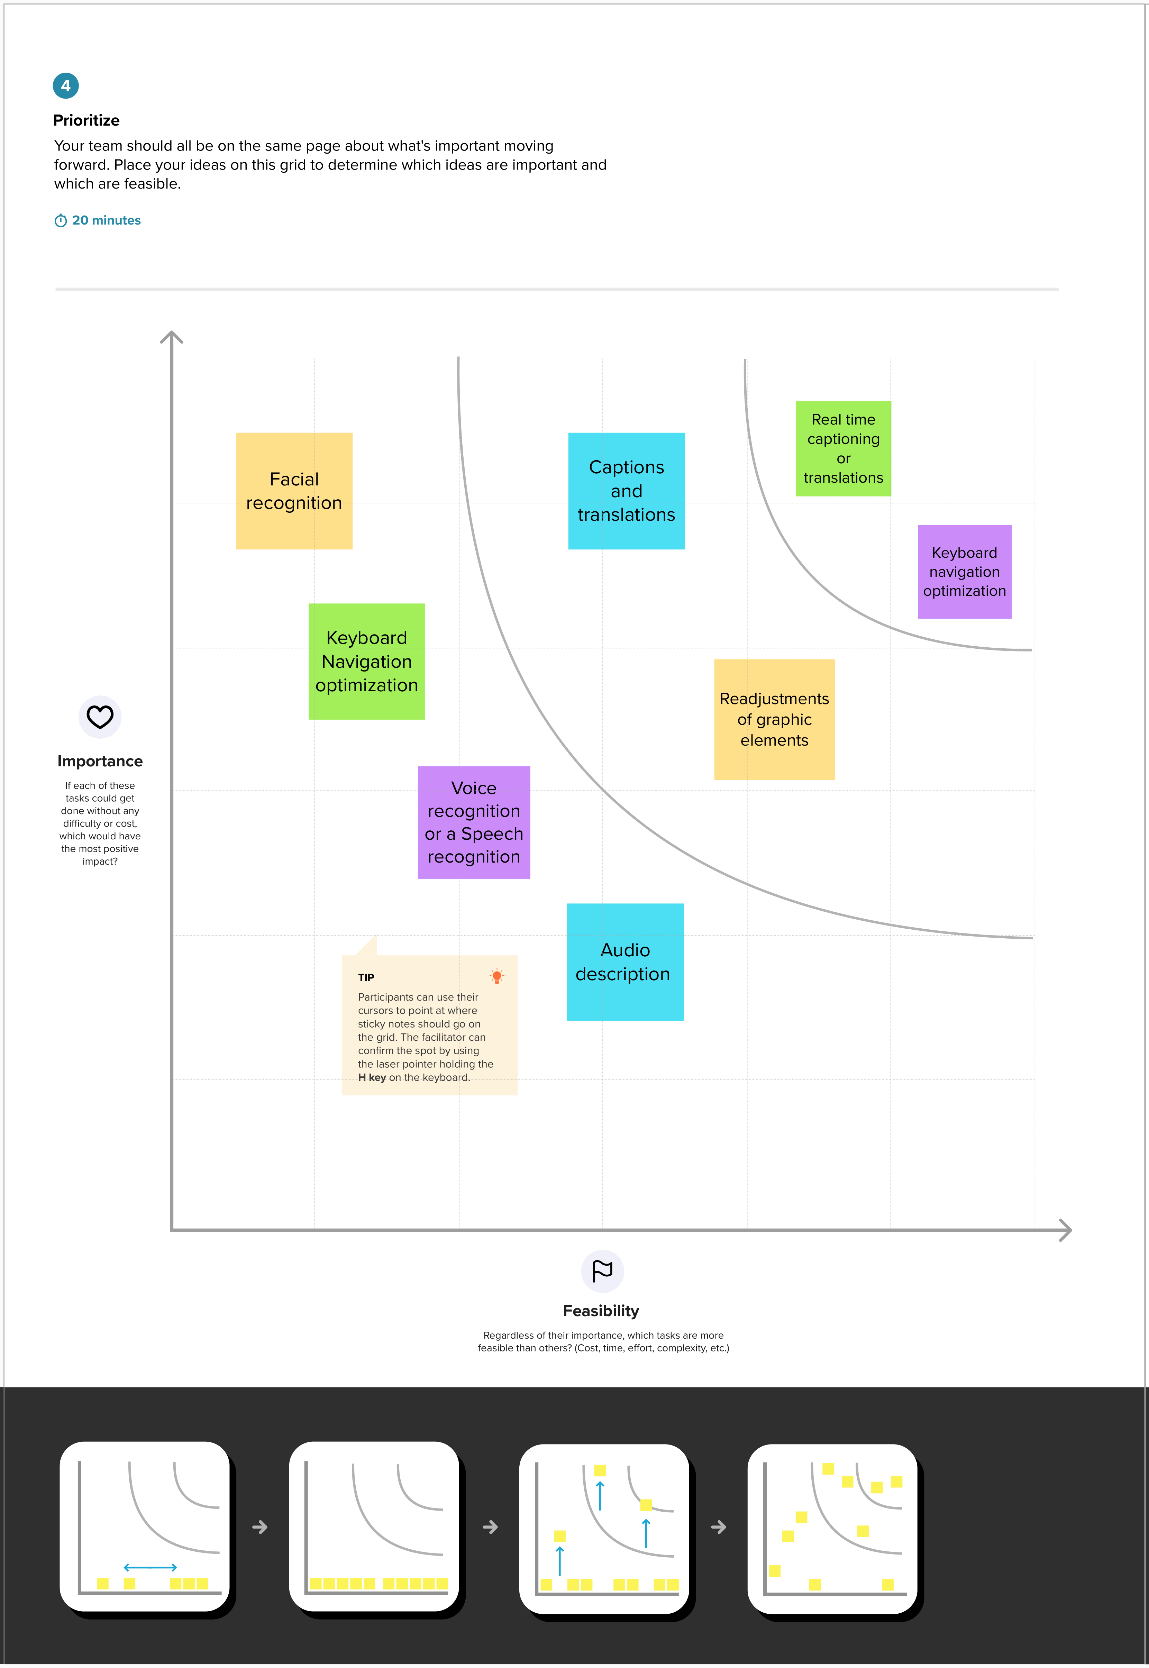 4
Prioritize
Your team should all be on the same page about what's important moving
forward. Place your ideas on this grid to determine which ideas are important and
which are feasible.
20 minutes
Real time
captioning
or
translations
Facial
recognition
Captions
and
translations
Keyboard
navigation
optimization
Keyboard
Navigation
optimization
Readjustments
of graphic
elements
Importance
If each of these
tasks could get
done without any
difficulty or cost,
which would have
the most positive
impact?
Voice
recognition
or a Speech
recognition
Audio
description
TIP
Participants can use their
cursors to point at where
sticky notes should go on
the grid. The facilitator can
confirm the spot by using
the laser pointer holding the
H key on the keyboard.
Feasibility
Regardless of their importance, which tasks are more
feasible than others? (Cost, time, effort, complexity, etc.)